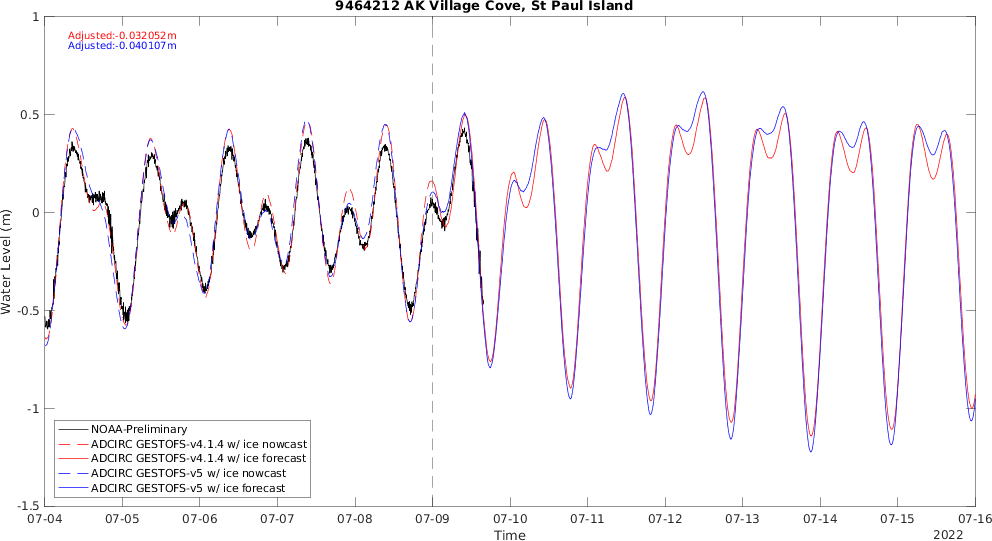 9464212 AK Village Cove, St Paul Island
Adjusted:-0.032052m
Adjusted:-0.040107m
1
0.5
0
-0.5
-1
-1.5
Water Level (m)
NOAA-Preliminary
ADCIRC GESTOFS-v4.1.4 w/ ice nowcast
ADCIRC GESTOFS-v4.1.4 w/ ice forecast
ADCIRC GESTOFS-v5 w/ ice nowcast
ADCIRC GESTOFS-v5 w/ ice forecast
07-04 07-05 07-06 07-07 07-08 07-09 07-10 07-11 07-12 07-13 07-14 07-15 07-16
Time
2022